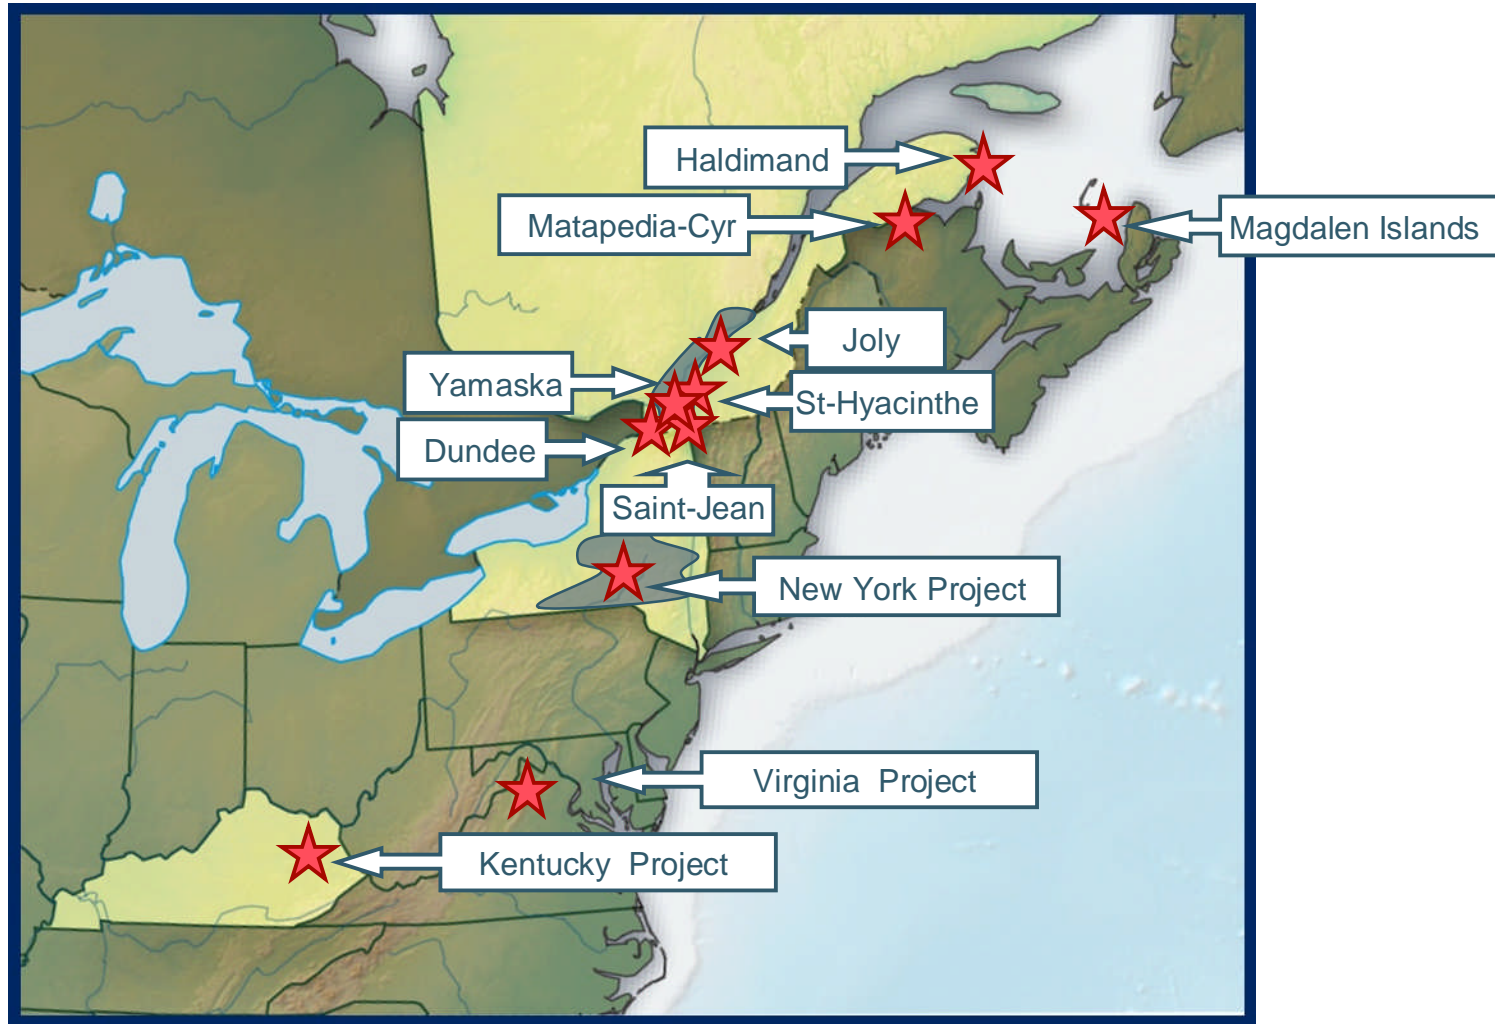 Haldimand
Matapedia-Cyr
Magdalen Islands
Joly
Yamaska
St-Hyacinthe
Dundee
Saint-Jean
New York Project
Virginia Project
Kentucky Project